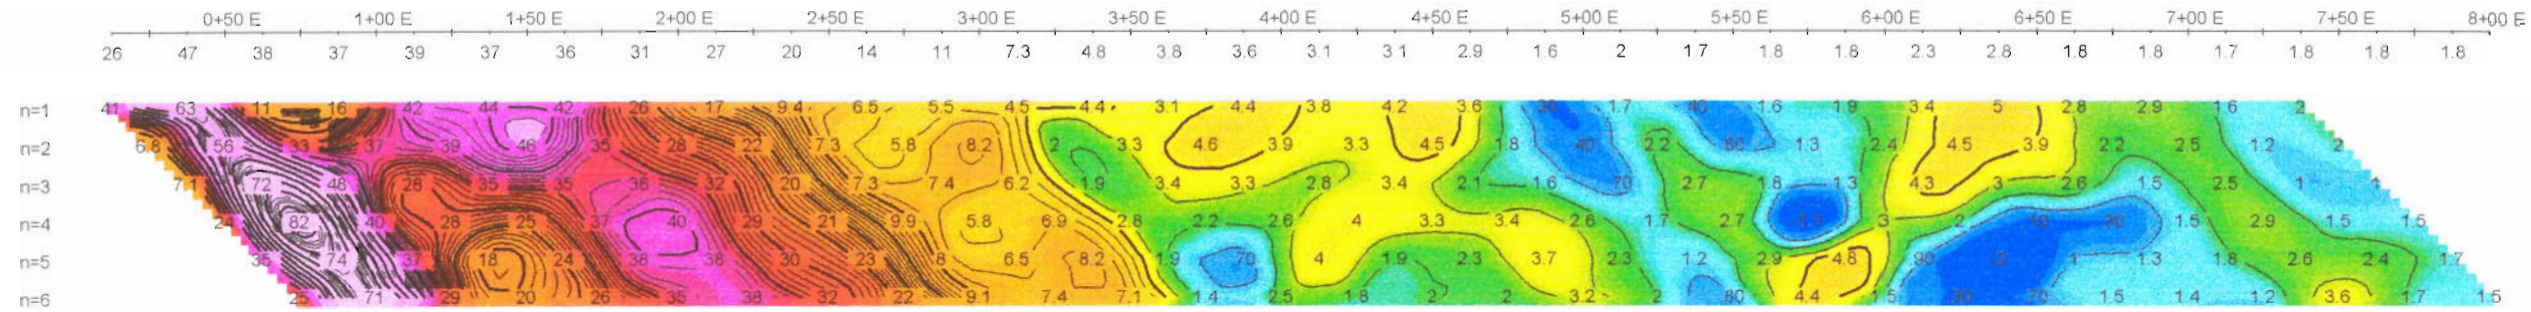 0+50 E 1+00 E 1+50 E 2+00 E 2+50 E 3+00 E 3+50 E 4+00 E 4+50 E 5+00 E 5+50 E 6+00 E 6+50 E 7+00 E 7+50 E 8+00 E
26 47 38 37 39 37 36 31 27 20 14 11 7.3 4.8 3.8 3.6 3.1 3.1 2.9 1.6 2 1.7 1.8 1.8 2.3 2.8 1.8 1.8 1.7 1.8 1.8 1.8
n=1 41 63 11 16 42 44 42 26 17 9.4 6.5 5.5 4.5 4.4 3.1 4.4 3.8 4.2 3.6 1.7 1.6 1.9 3.4 5 2.8 2.9 1.6 2
n=2 6.8 56 33 37 39 46 35 28 22 7.3 5.8 8.2 2 3.3 4.6 3.9 3.3 4.5 1.8 40 2.2 1.3 2.4 4.5 3.9 2.2 2.5 1.2 2
n=3 7.1 72 48 28 35 35 36 32 20 7.3 7.4 6.2 1.9 3.4 3.3 2.8 3.4 2.1 1.6 70 2.7 1.8 1.3 4.3 3 2.6 1.5 2.5 1 1
n=4 24 82 40 28 25 37 40 29 21 9.9 5.8 6.9 2.8 2.2 2.6 4 3.3 3.4 2.6 1.7 2.7 3 2 1.5 2.9 1.5 1.5
n=5 35 74 37 18 24 36 38 30 23 8 6.5 8.2 1.9 70 4 1.9 2.3 3.7 2.3 1.2 2.9 4.8 90 1 1.3 1.8 2.6 2.4 1.7
n=6 25 71 29 20 26 35 38 32 22 9.1 7.4 7.1 1.4 2.5 1.8 2 2 3.2 2 80 4.4 1.5 70 1.5 1.4 1.2 3.6 1.7 1.5